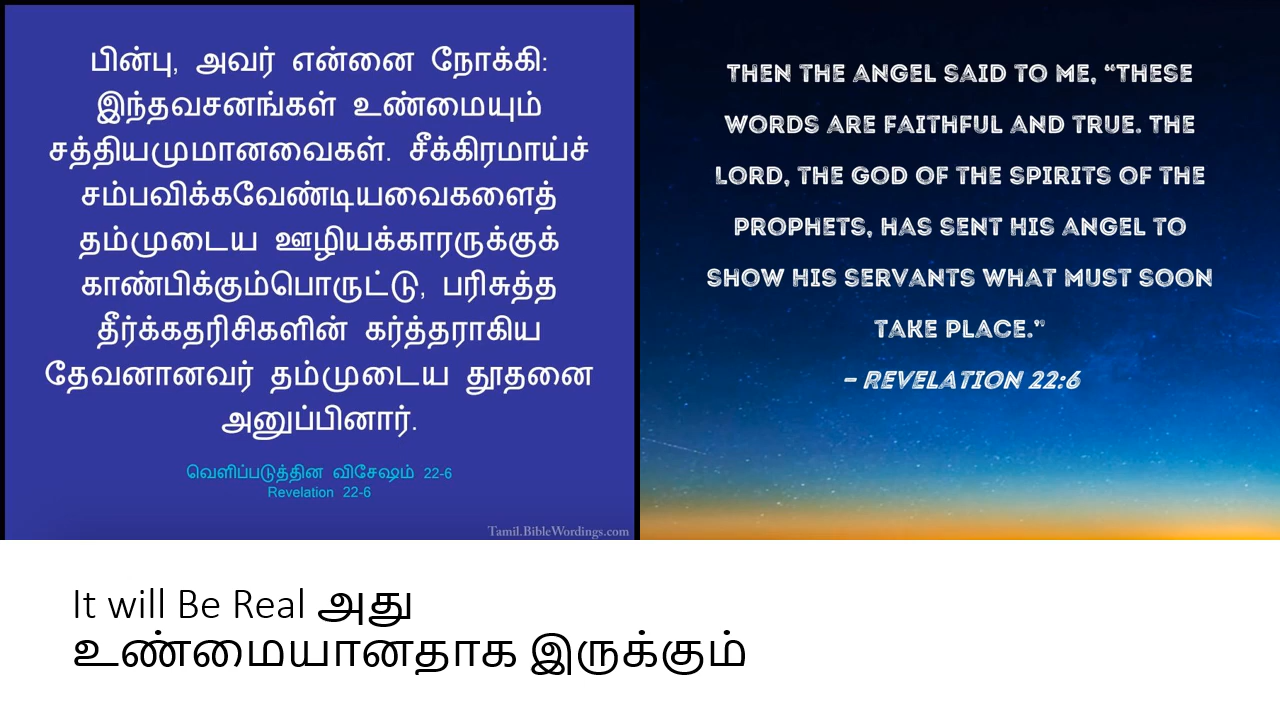 பின்பு, அவர் என்னை நோக்கி:
இந்தவசனங்கள் உண்மையும்
சத்தியமுமானவைகள். சீக்கிரமாய்ச்
சம்பவிக்கவேண்டியவைகளைத்
தம்முடைய ஊழியக்காரருக்குக்
காண்பிக்கும்பொருட்டு, பரிசுத்த
தீர்க்கதரிசிகளின் கர்த்தராகிய
தேவனானவர் தம்முடைய தூதனை
அனுப்பினார்.
வெளிப்படுத்தின விசேஷம் 22-6
Revelation 22-6
Tamil.BibleWordings.com
THEN THE ANGEL SAID TO ME, “THESE
WORDS ARE FAITHFUL AND TRUE. THE
LORD, THE GOD OF THE SPIRITS OF THE
PROPHETS, HAS SENT HIS ANGEL TO
SHOW HIS SERVANTS WHAT MUST SOON
TAKE PLACE."
– REVELATION 22:6
It will Be Real அது
உண்மையானதாக இருக்கும்